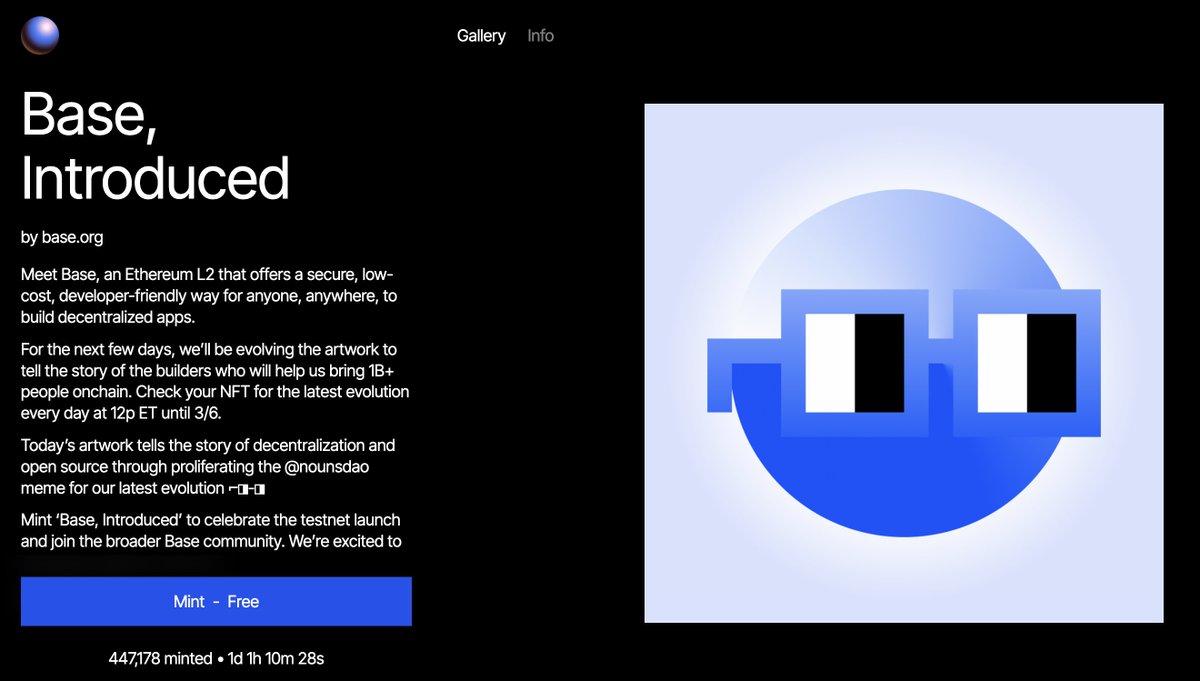 Gallery Info
Base,
Introduced
by base.org
Meet Base, an Ethereum L2 that offers a secure, low-
cost, developer-friendly way for anyone, anywhere, to
build decentralized apps.
For the next few days, we’ll be evolving the artwork to
tell the story of the builders who will help us bring 1B+
people onchain. Check your NFT for the latest evolution
every day at 12p ET until 3/6.
Today’s artwork tells the story of decentralization and
open source through proliferating the @nounsdao
meme for our latest evolution ⌐◨-◨
Mint ‘Base, Introduced’ to celebrate the testnet launch
and join the broader Base community. We’re excited to
Mint - Free
447,178 minted • 1d 1h 10m 28s